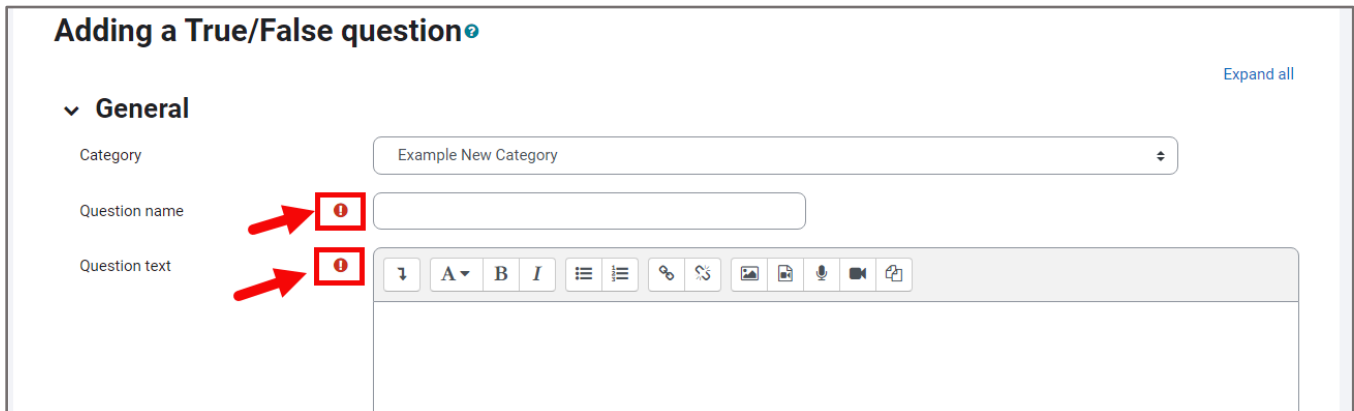 Adding a True/False question
Expand all
General
Category
Example New Category
Question name
Question text
A B I